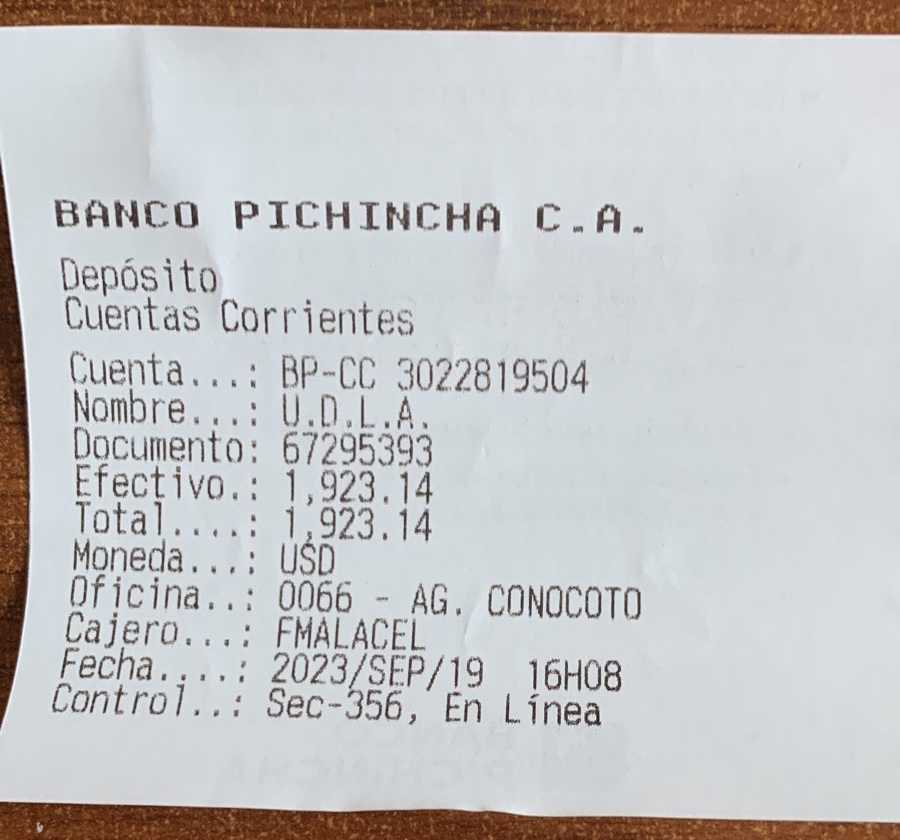 BANCO PICHINCHA C.A.
Depósito
Cuentas Corrientes
Cuenta...: BP-CC 3022819504
Nombre...: U.D.L.A.
Documento: 67295393
Efectivo.: 1,923.14
Total....: 1,923.14
Moneda...: USD
Oficina..: 0066 - AG. CONOCOTO
Cajero...: FMALACEL
Fecha....: 2023/SEP/19 16H08
Control..: Sec-356, En Línea
BANCO
PICHINCHA